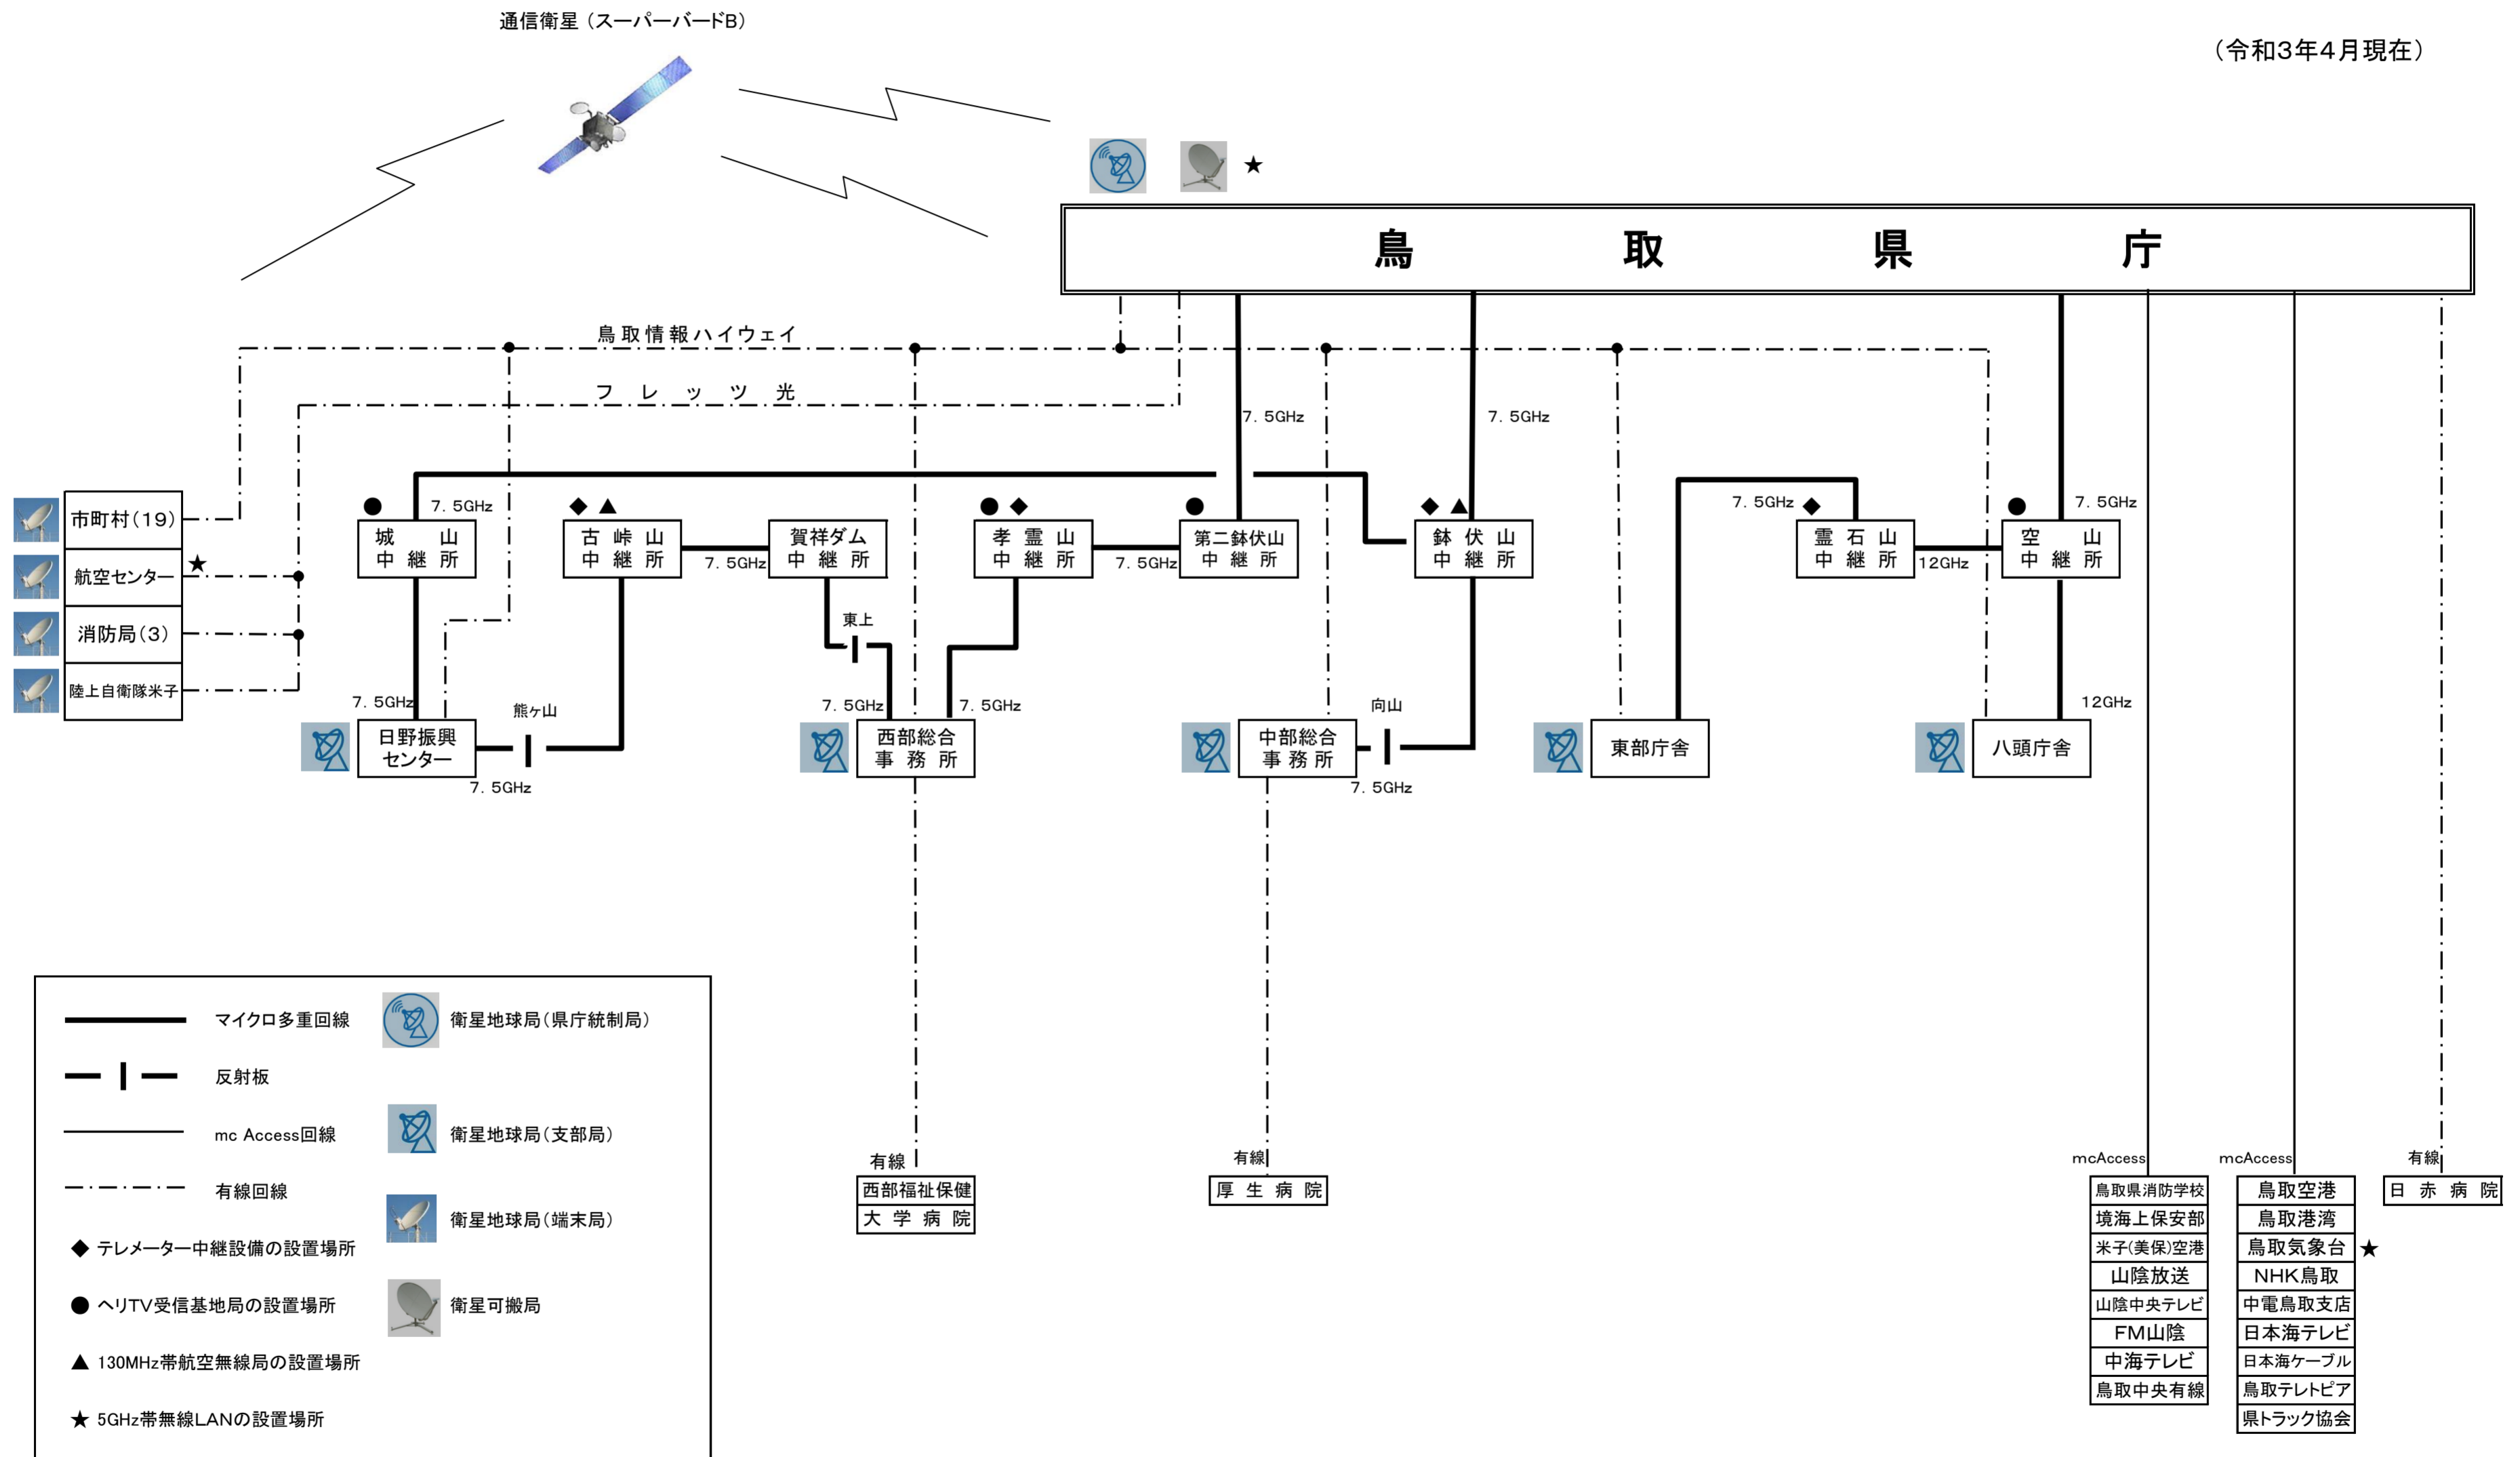 通信衛星（スーパーバードB）
（令和3年4月現在）
★
鳥取県庁
鳥取情報ハイウェイ
フレッツ光
7.5GHz
7.5GHz
市町村（19）
航空センター
★
消防局（3）
陸上自衛隊米子
● 7.5GHz
城山
中継所
◆▲
古峠山
中継所
7.5GHz
賀祥ダム
中継所
●◆
孝霊山
中継所
7.5GHz
●
第二鉢伏山
中継所
◆▲
鉢伏山
中継所
7.5GHz ◆
霊石山
中継所
12GHz
● 7.5GHz
空山
中継所
東上
7.5GHz
熊ヶ山
7.5GHz
7.5GHz
向山
12GHz
日野振興
センター
7.5GHz
西部総合
事務所
中部総合
事務所
7.5GHz
東部庁舎
八頭庁舎
有線
西部福祉保健
大学病院
有線
厚生病院
mcAccess
鳥取県消防学校
境海上保安部
米子(美保)空港
山陰放送
山陰中央テレビ
FM山陰
中海テレビ
鳥取中央有線
mcAccess
鳥取空港
鳥取港湾
鳥取気象台 ★
NHK鳥取
中電鳥取支店
日本海テレビ
日本海ケーブル
鳥取テレトピア
県トラック協会
有線
日赤病院
マイクロ多重回線
反射板
mc Access回線
有線回線
◆ テレメーター中継設備の設置場所
● ヘリTV受信基地局の設置場所
▲ 130MHz帯航空無線局の設置場所
★ 5GHz帯無線LANの設置場所
衛星地球局（県庁統制局）
衛星地球局（支部局）
衛星地球局（端末局）
衛星可搬局